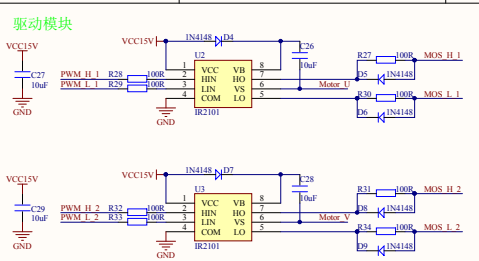 驱动模块
VCC15V 1N4148 D4
U2 C26 10uF
R27 100R MOS_H_1
VCC15V
C27 10uF
GND
PWM_H_1 R28 100R 1 VCC VB 8
PWM_L_1 R29 100R 2 HIN HO 7
3 LIN VS 6 Motor_U
4 COM LO 5
IR2101
GND
D5 1N4148
R30 100R MOS_L_1
D6 1N4148
VCC15V 1N4148 D7
U3 C28 10uF
R31 100R MOS_H_2
VCC15V
C29 10uF
GND
PWM_H_2 R32 100R 1 VCC VB 8
PWM_L_2 R33 100R 2 HIN HO 7
3 LIN VS 6 Motor_V
4 COM LO 5
IR2101
GND
D8 1N4148
R34 100R MOS_L_2
D9 1N4148